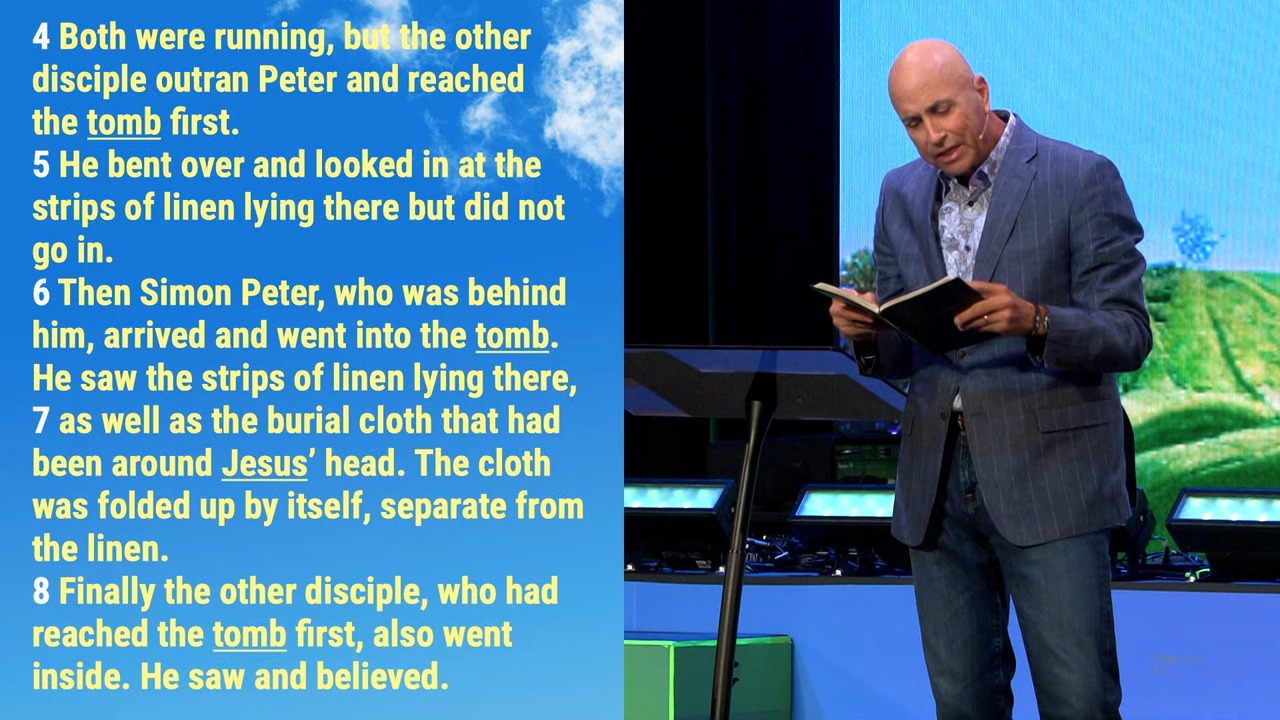 4 Both were running, but the other
disciple outran Peter and reached
the tomb first.
5 He bent over and looked in at the
strips of linen lying there but did not
go in.
6 Then Simon Peter, who was behind
him, arrived and went into the tomb.
He saw the strips of linen lying there,
7 as well as the burial cloth that had
been around Jesus’ head. The cloth
was folded up by itself, separate from
the linen.
8 Finally the other disciple, who had
reached the tomb first, also went
inside. He saw and believed.